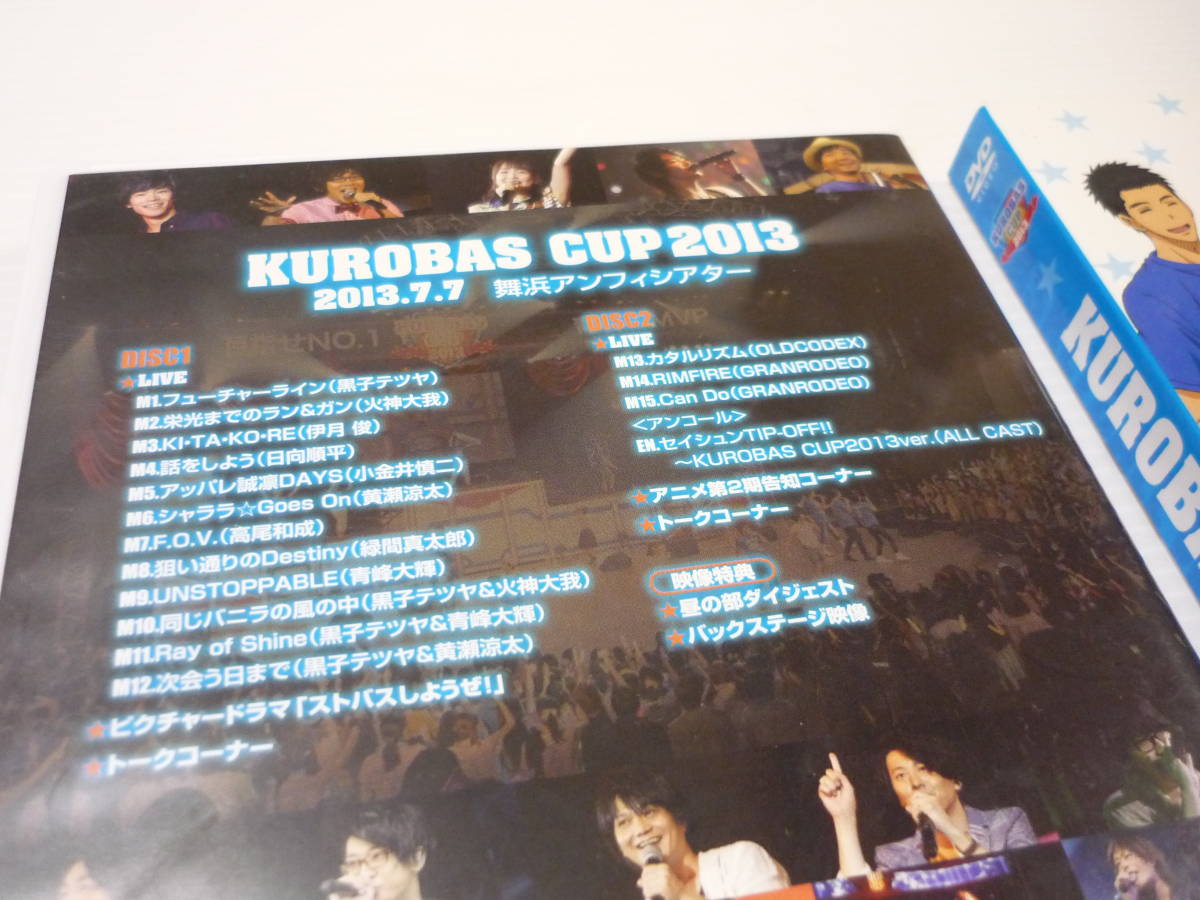 KUROBAS CUP 2013
2013.7.7 舞浜アンフィシアター
DISC1
★LIVE
M1.フューチャーライン(黒子テツヤ)
M2.栄光までのラン&ガン(火神大我)
M3.KI・TA・KO・RE(伊月 俊)
M4.話をしよう(日向順平)
M5.アッパレ誠凛DAYS(小金井慎二)
M6.シャララ☆Goes On(黄瀬涼太)
M7.F.O.V.(高尾和成)
M8.狙い通りのDestiny(緑間真太郎)
M9.UNSTOPPABLE(青峰大輝)
M10.同じバニラの風の中(黒子テツヤ&火神大我)
M11.Ray of Shine(黒子テツヤ&青峰大輝)
M12.次会う日まで(黒子テツヤ&黄瀬涼太)
★ピクチャードラマ「ストバスしようぜ!」
★トークコーナー
DISC2
★LIVE
M13.カタルリズム(OLDCODEX)
M14.RIMFIRE(GRANRODEO)
M15.Can Do(GRANRODEO)
<アンコール>
EN.セイシュンTIP-OFF!!
～KUROBAS CUP2013ver.(ALL CAST)
★アニメ第2期告知コーナー
★トークコーナー
映像特典
★昼の部ダイジェスト
★バックステージ映像
NO.1
MVP
DVD
VIDEO
KUROB